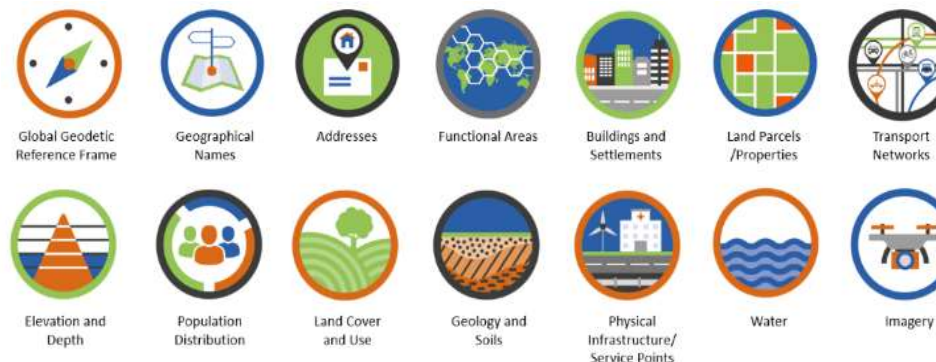 Global Geodetic
Reference Frame
Geographical
Names
Addresses
Functional Areas
Buildings and
Settlements
Land Parcels
/Properties
Transport
Networks
Elevation and
Depth
Population
Distribution
Land Cover
and Use
Geology and
Soils
Physical
Infrastructure/
Service Points
Water
Imagery